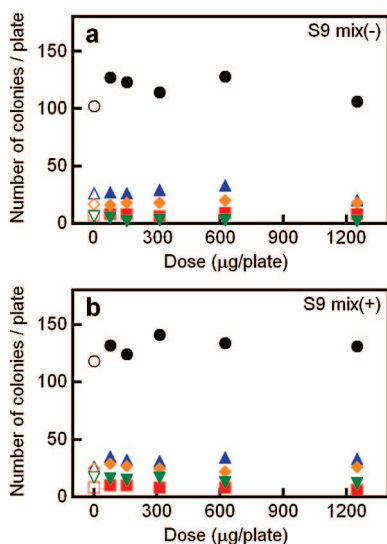 a
S9 mix(-)
Number of colonies / plate
150
100
50
0
0 300 600 900 1200
Dose (μg/plate)
b
S9 mix(+)
Number of colonies / plate
150
100
50
0
0 300 600 900 1200
Dose (μg/plate)